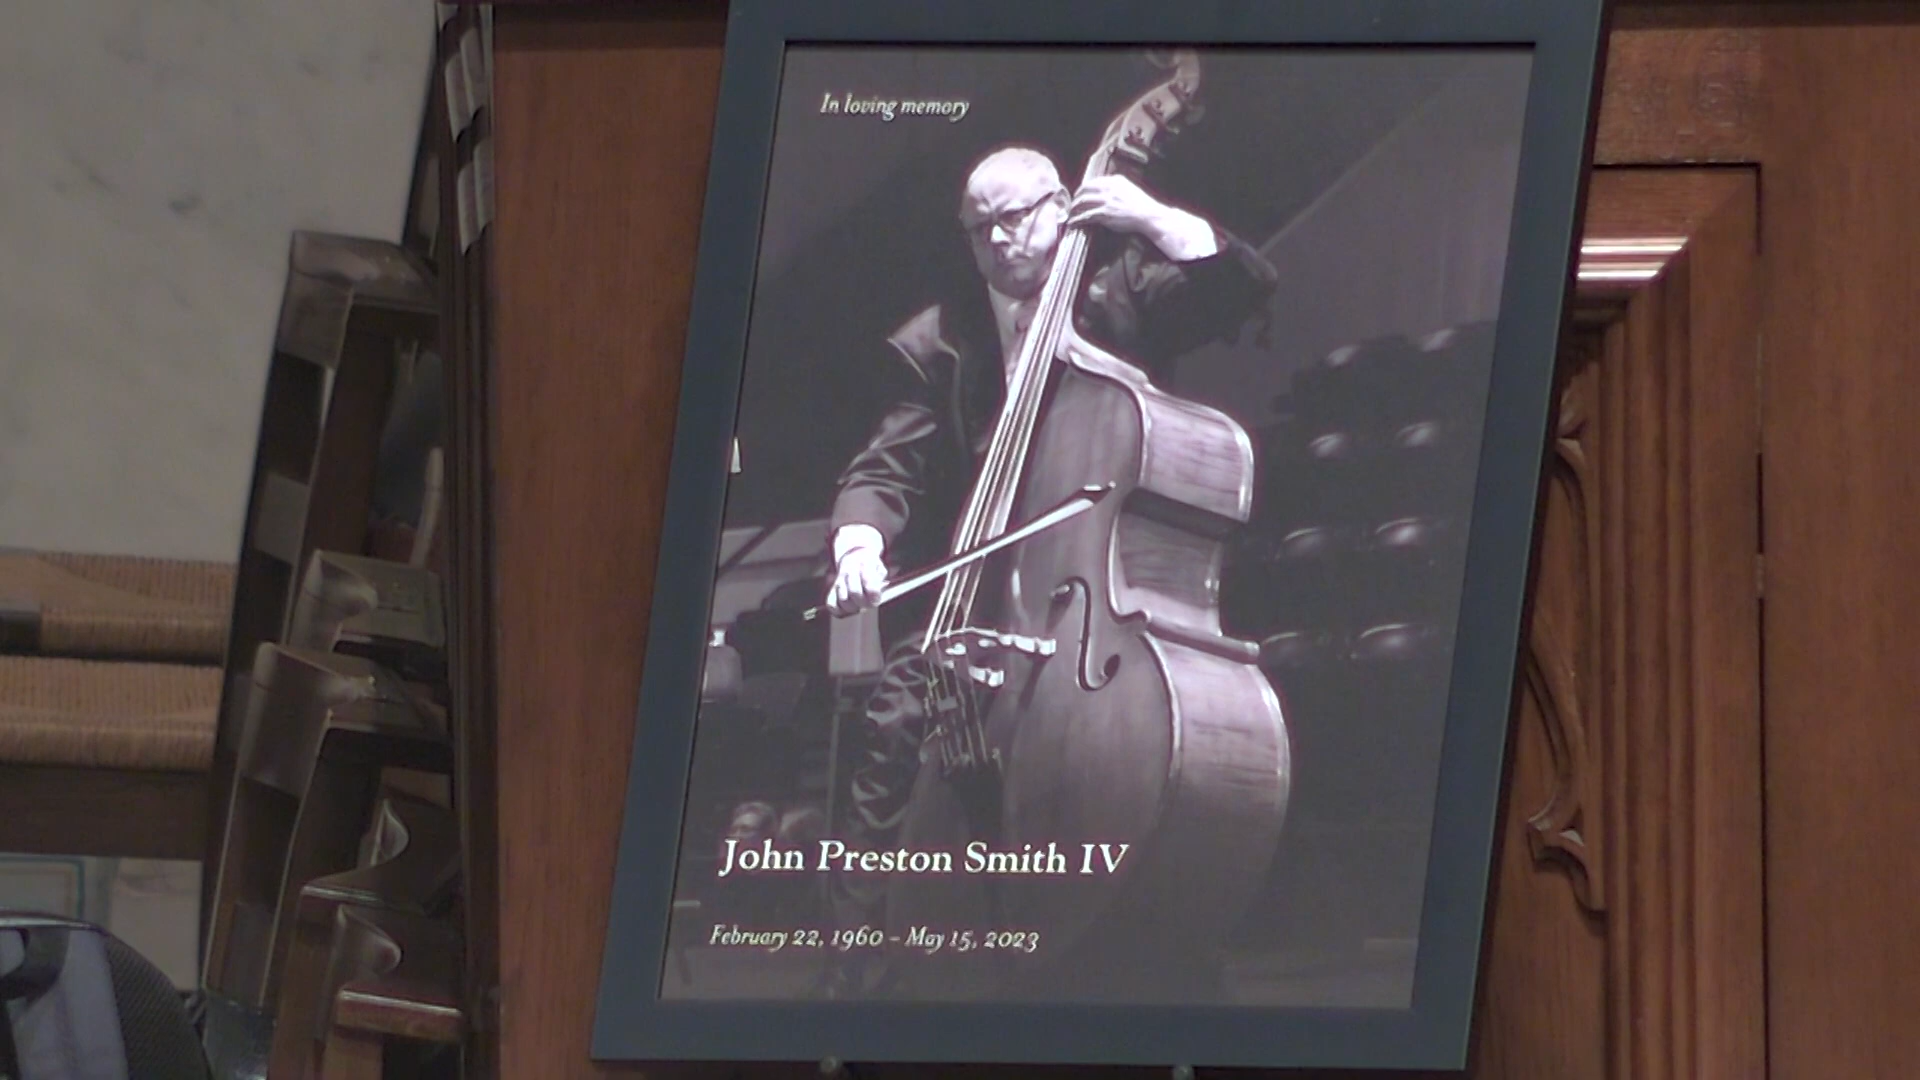 In loving memory
John Preston Smith IV
February 22, 1960 – May 15, 2023